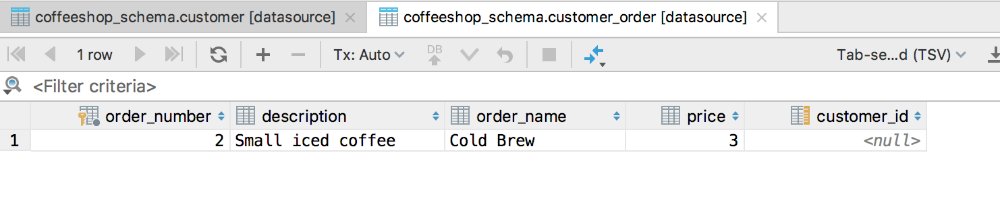 coffeeshop_schema.customer [datasource] coffeeshop_schema.customer_order [datasource]
1 row Tx: Auto DB Tab-se...d (TSV)
<Filter criteria>
order_number description order_name price customer_id
1 2 Small iced coffee Cold Brew 3 <null>